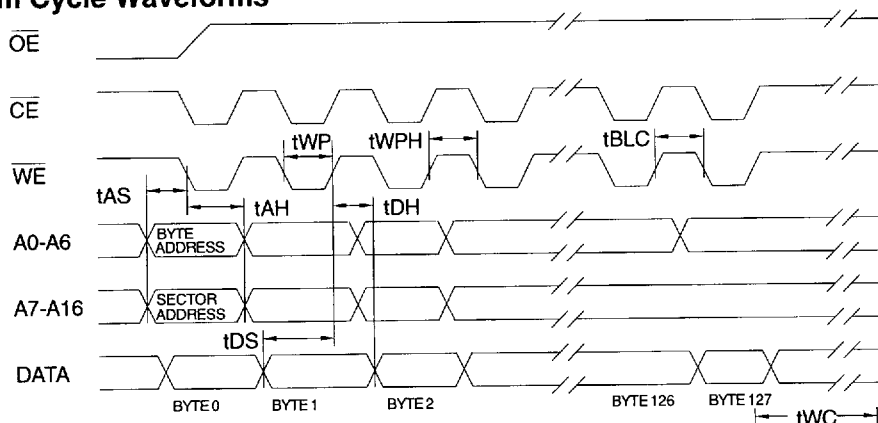 Cycle Waveforms
OE
CE
tWP
tWPH
tBLC
WE
tAS
tAH
tDH
A0-A6
BYTE
ADDRESS
A7-A16
SECTOR
ADDRESS
tDS
DATA
BYTE 0
BYTE 1
BYTE 2
BYTE 126
BYTE 127
tWC